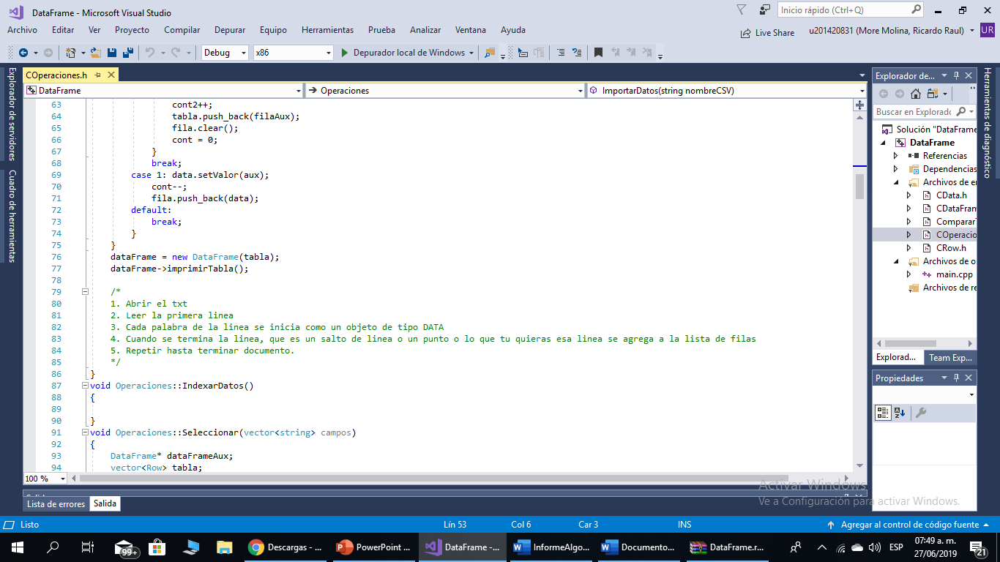 DataFrame - Microsoft Visual Studio
Inicio rápido (Ctrl+Q)
Archivo Editar Ver Proyecto Compilar Depurar Equipo Herramientas Prueba Analizar Ventana Ayuda
Live Share
u201420831 (More Molina, Ricardo Raul)
UR
Debug
x86
Depurador local de Windows
Explorador de servidores
Cuadro de herramientas
COperaciones.h
DataFrame
Operaciones
ImportarDatos(string nombreCSV)
63 cont2++;
64 tabla.push_back(filaAux);
65 fila.clear();
66 cont = 0;
67 }
68 break;
69 case 1: data.setValor(aux);
70 cont--;
71 fila.push_back(data);
72 default:
73 break;
74 }
75 }
76 dataFrame = new DataFrame(tabla);
77 dataFrame->imprimirTabla();
78
79 /*
80 1. Abrir el txt
81 2. Leer la primera linea
82 3. Cada palabra de la linea se inicia como un objeto de tipo DATA
83 4. Cuando se termina la linea, que es un salto de linea o un punto o lo que tu quieras esa linea se agrega a la lista de filas
84 5. Repetir hasta terminar documento.
85 */
86 }
87 void Operaciones::IndexarDatos()
88 {
89
90 }
91 void Operaciones::Seleccionar(vector<string> campos)
92 {
93 DataFrame* dataFrameAux;
94 vector<Row> tabla;
100 %
Lista de errores
Salida
Explorador de...
Buscar en Explorado
Solución "DataFrame
DataFrame
Referencias
Dependencias
Archivos de e
CData.h
CDataFram
Comparar
COperacio
CRow.h
Archivos de o
main.cpp
Archivos de re
Explorad...
Team Exp...
Propiedades
Herramientas de diagnóstico
Activar Windows
Ve a Configuración para activar Windows.
Listo
Lín 53
Col 6
Car 3
INS
Agregar al control de código fuente
99+
Descargas - ...
PowerPoint ...
DataFrame -...
InformeAlgo...
Documento...
DataFrame.r...
ESP
07:49 a. m.
27/06/2019
21